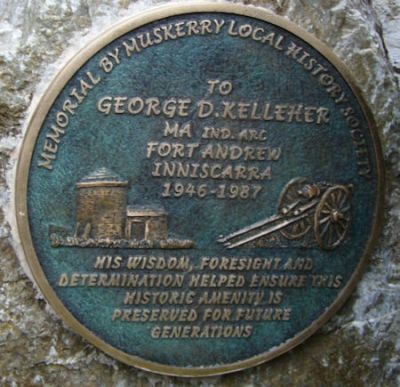 MEMORIAL BY MUSKERRY LOCAL HISTORY SOCIETY
TO
GEORGE D. KELLEHER
MA IND. ARC
FORT ANDREW
INNISCARRA
1946-1987
HIS WISDOM, FORESIGHT AND
DETERMINATION HELPED ENSURE THIS
HISTORIC AMENITY IS
PRESERVED FOR FUTURE
GENERATIONS